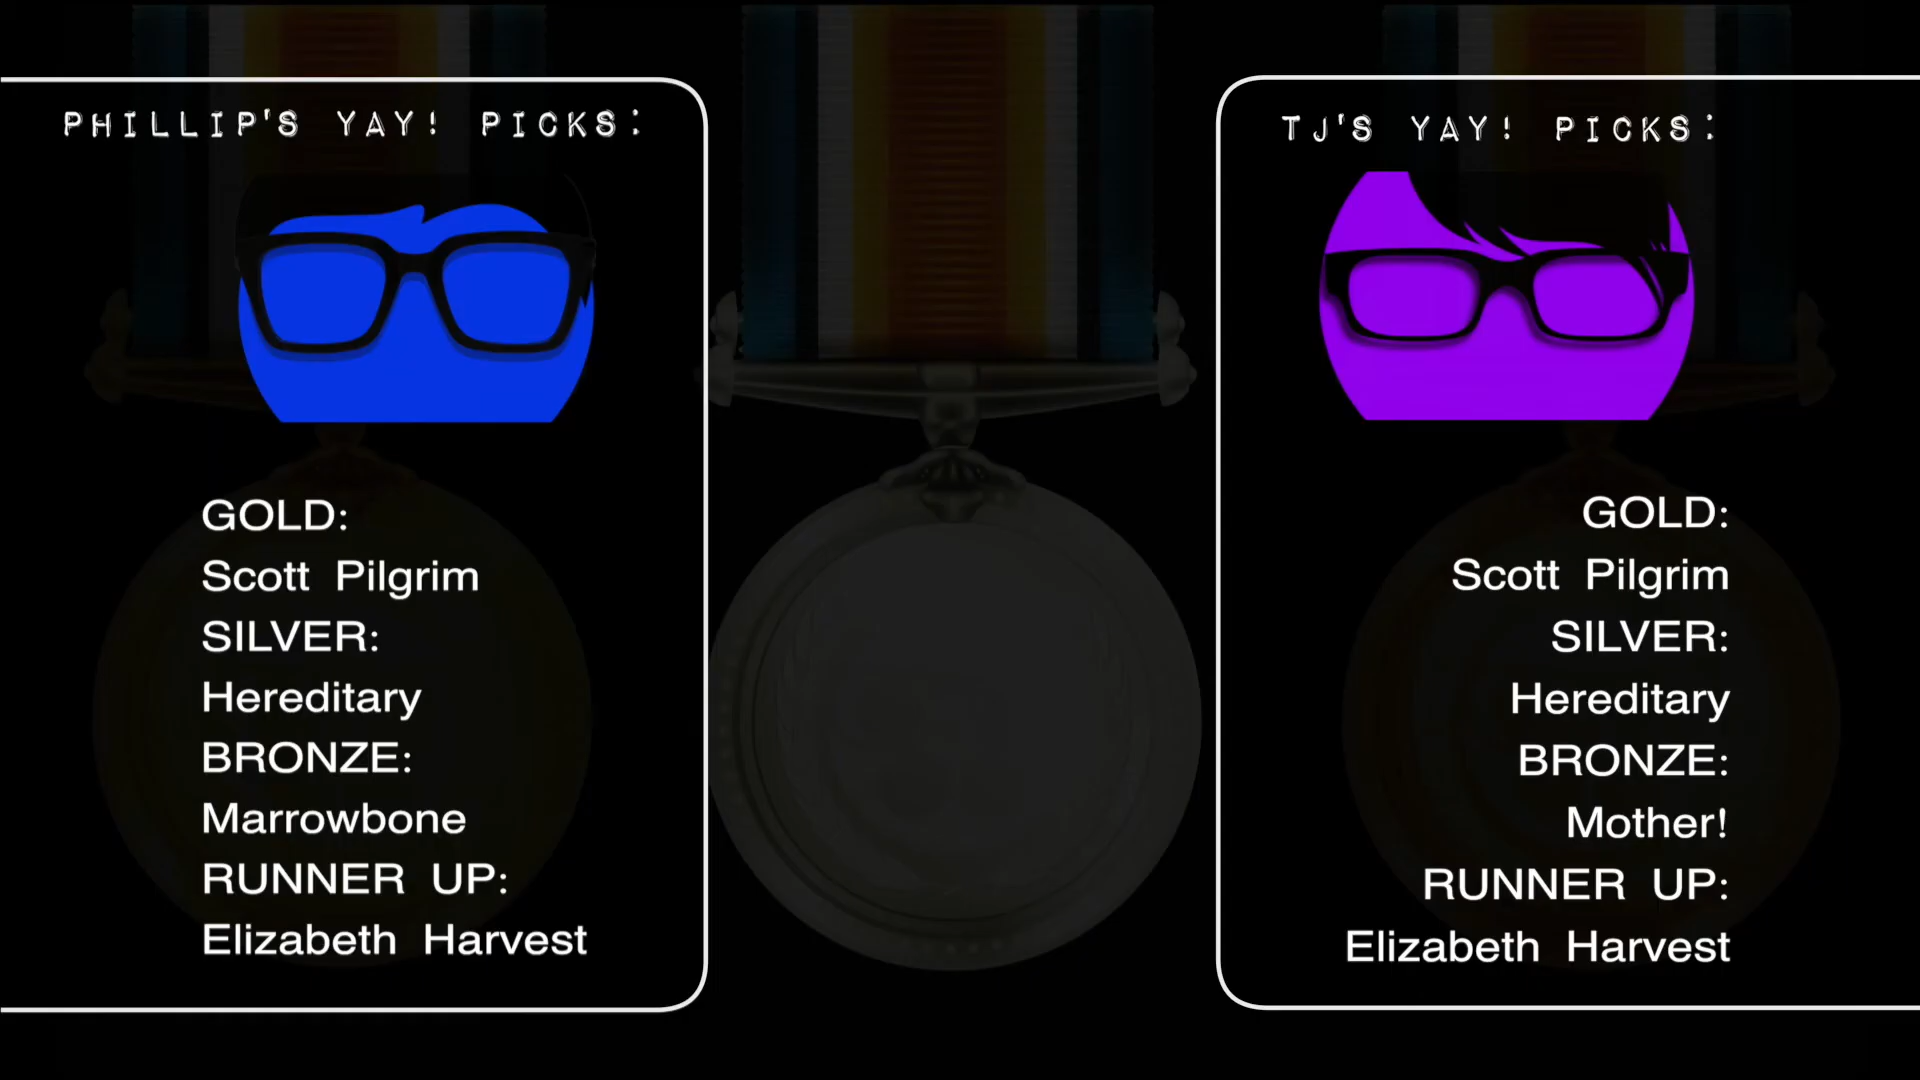 PHILLIP'S YAY! PICKS:
GOLD:
Scott Pilgrim
SILVER:
Hereditary
BRONZE:
Marrowbone
RUNNER UP:
Elizabeth Harvest
TJ'S YAY! PICKS:
GOLD:
Scott Pilgrim
SILVER:
Hereditary
BRONZE:
Mother!
RUNNER UP:
Elizabeth Harvest